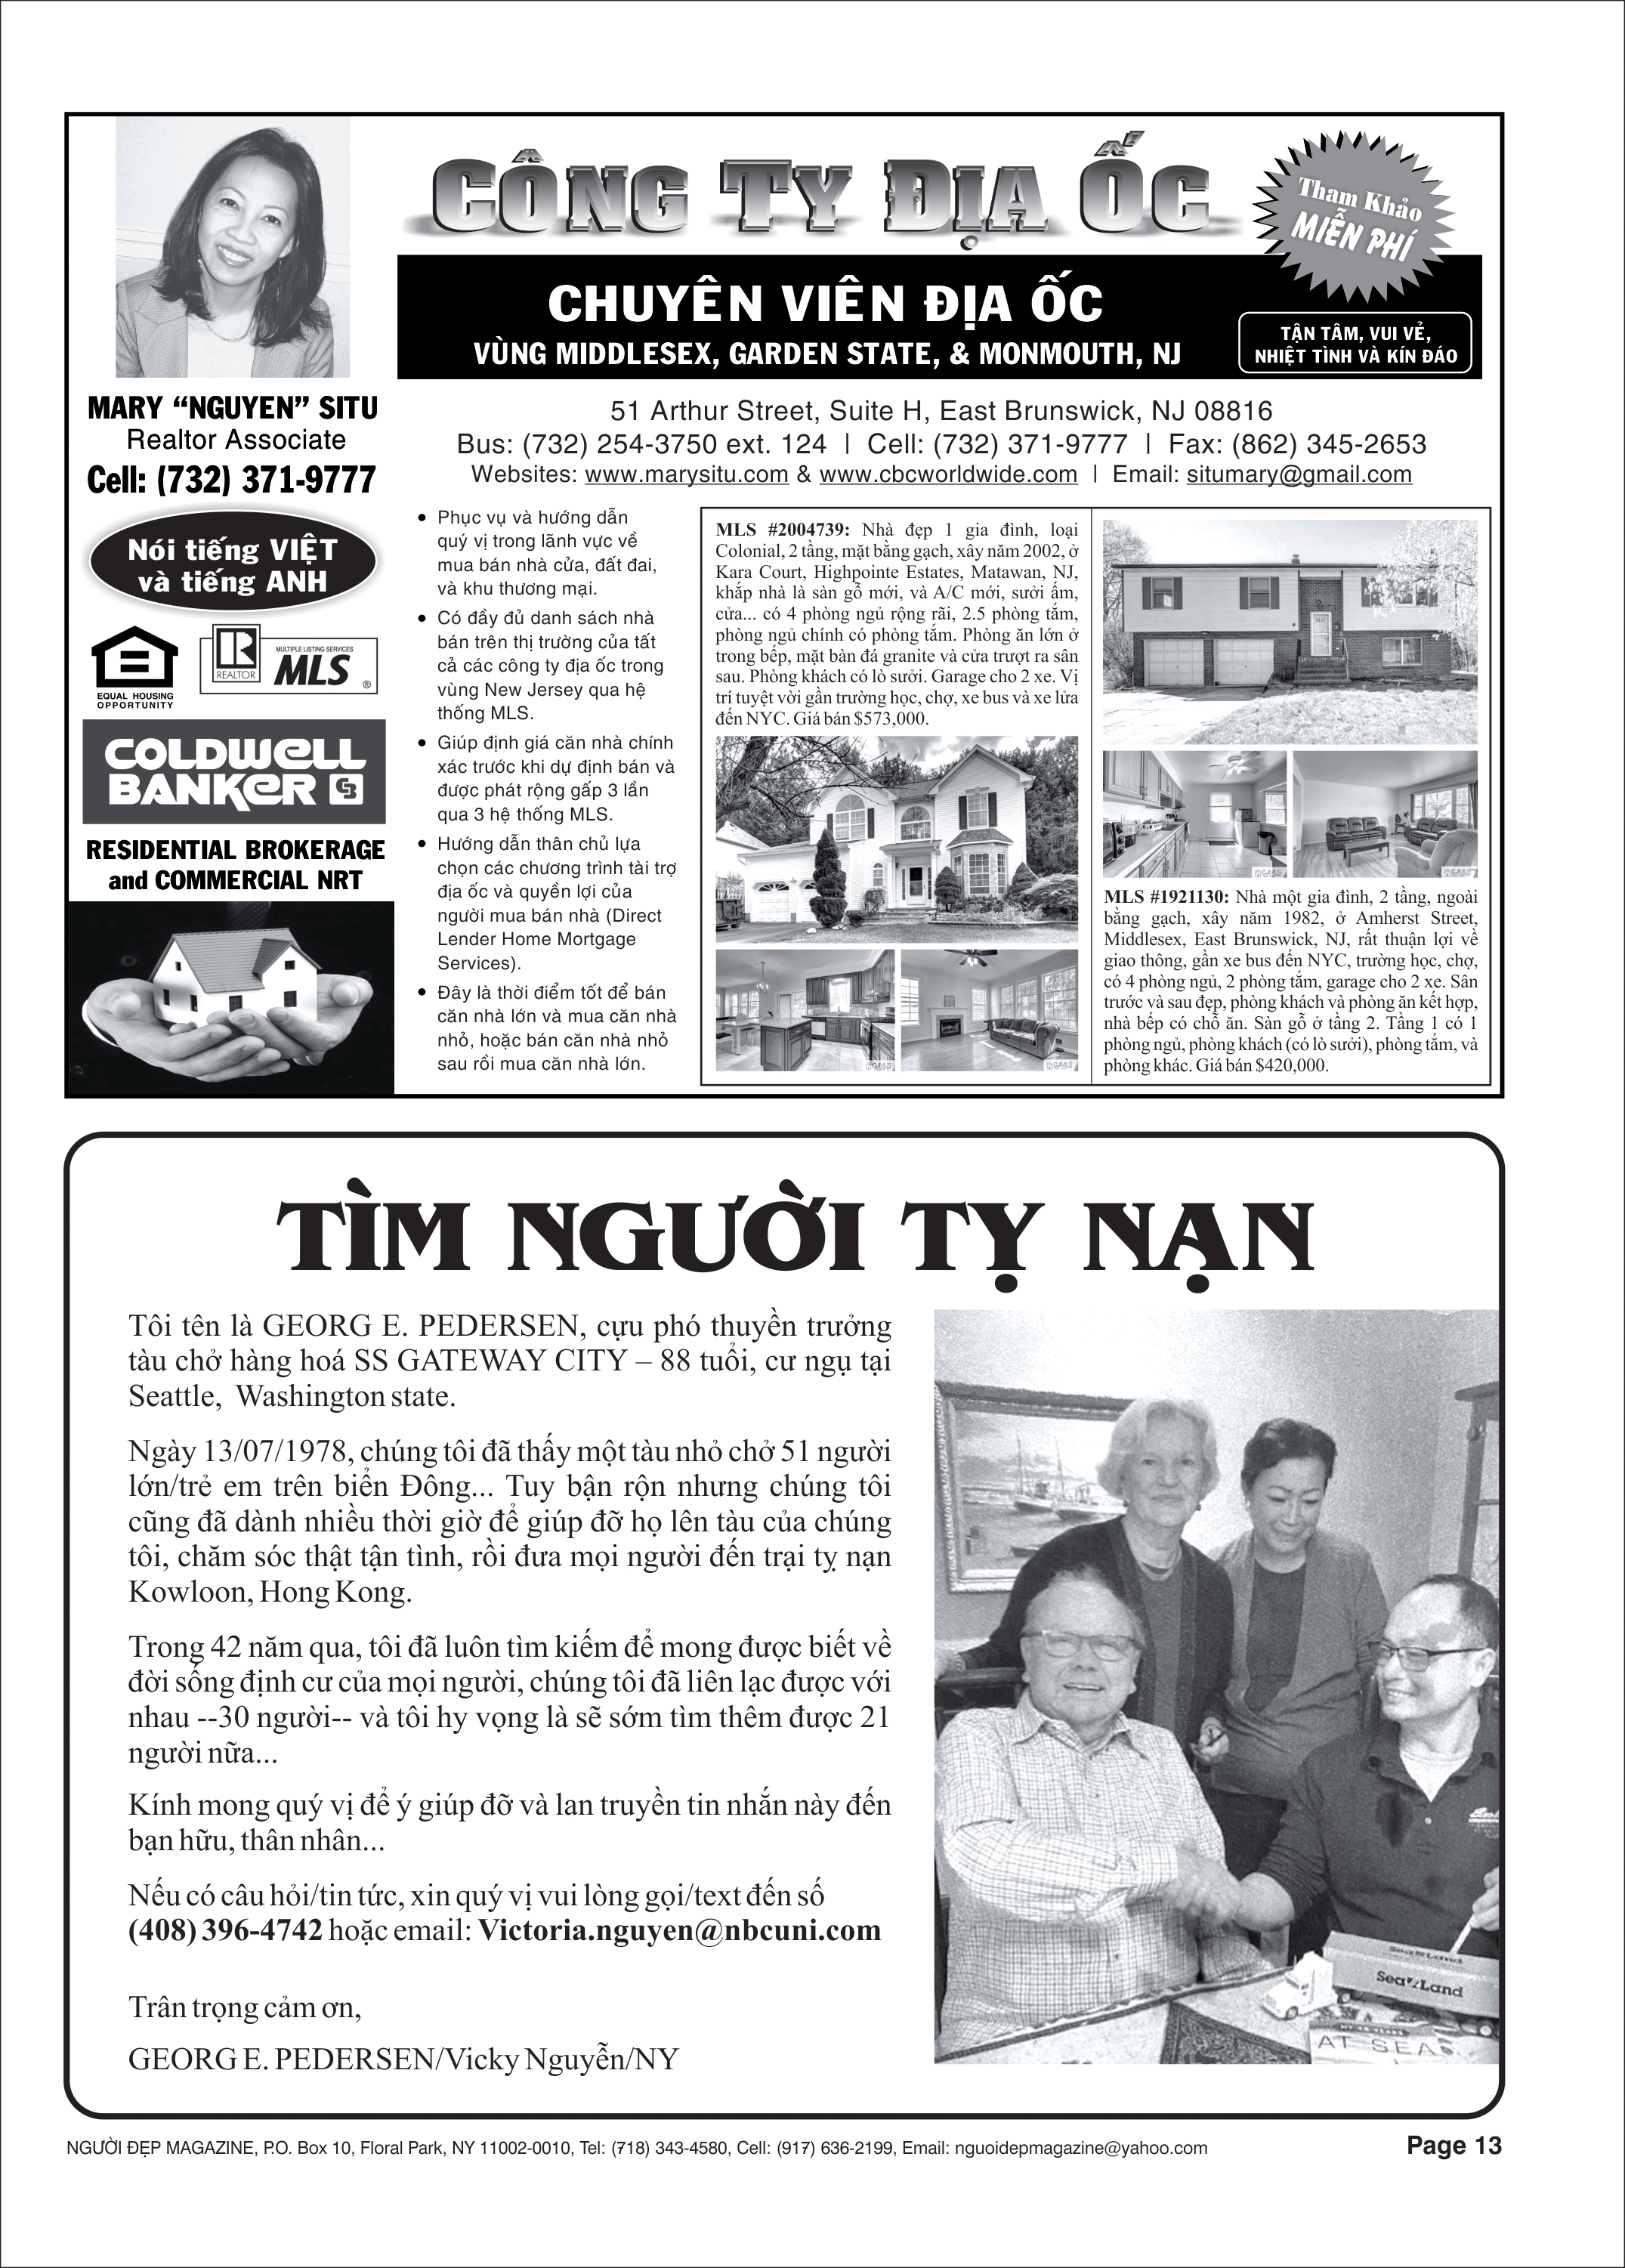 CÔNG TY ĐỊA ỐC
Tham Khảo
MIỄN PHÍ
CHUYÊN VIÊN ĐỊA ỐC
VÙNG MIDDLESEX, GARDEN STATE, & MONMOUTH, NJ
TẬN TÂM, VUI VẺ,
NHIỆT TÌNH VÀ KÍN ĐÁO
MARY “NGUYEN” SITU
Realtor Associate
Cell: (732) 371-9777
Nói tiếng VIỆT
và tiếng ANH
EQUAL HOUSING
OPPORTUNITY
R
REALTOR
MULTIPLE LISTING SERVICES
MLS ®
COLDWELL
BANKER CB
RESIDENTIAL BROKERAGE
and COMMERCIAL NRT
51 Arthur Street, Suite H, East Brunswick, NJ 08816
Bus: (732) 254-3750 ext. 124 | Cell: (732) 371-9777 | Fax: (862) 345-2653
Websites: www.marysitu.com & www.cbcworldwide.com | Email: situmary@gmail.com
• Phục vụ và hướng dẫn
quý vị trong lãnh vực về
mua bán nhà cửa, đất đai,
và khu thương mại.
• Có đầy đủ danh sách nhà
bán trên thị trường của tất
cả các công ty địa ốc trong
vùng New Jersey qua hệ
thống MLS.
• Giúp định giá căn nhà chính
xác trước khi dự định bán và
được phát rộng gấp 3 lần
qua 3 hệ thống MLS.
• Hướng dẫn thân chủ lựa
chọn các chương trình tài trợ
địa ốc và quyền lợi của
người mua bán nhà (Direct
Lender Home Mortgage
Services).
• Đây là thời điểm tốt để bán
căn nhà lớn và mua căn nhà
nhỏ, hoặc bán căn nhà nhỏ
sau rồi mua căn nhà lớn.
MLS #2004739: Nhà đẹp 1 gia đình, loại
Colonial, 2 tầng, mặt bằng gạch, xây năm 2002, ở
Kara Court, Highpointe Estates, Matawan, NJ,
khắp nhà là sàn gỗ mới, và A/C mới, sưởi ấm,
cửa... có 4 phòng ngủ rộng rãi, 2.5 phòng tắm,
phòng ngủ chính có phòng tắm. Phòng ăn lớn ở
trong bếp, mặt bàn đá granite và cửa trượt ra sân
sau. Phòng khách có lò sưởi. Garage cho 2 xe. Vị
trí tuyệt vời gần trường học, chợ, xe bus và xe lửa
đến NYC. Giá bán $573,000.
MLS #1921130: Nhà một gia đình, 2 tầng, ngoài
bằng gạch, xây năm 1982, ở Amherst Street,
Middlesex, East Brunswick, NJ, rất thuận lợi về
giao thông, gần xe bus đến NYC, trường học, chợ,
có 4 phòng ngủ, 2 phòng tắm, garage cho 2 xe. Sân
trước và sau đẹp, phòng khách và phòng ăn kết hợp,
nhà bếp có chỗ ăn. Sàn gỗ ở tầng 2. Tầng 1 có 1
phòng ngủ, phòng khách (có lò sưởi), phòng tắm, và
phòng khác. Giá bán $420,000.
TÌM NGƯỜI TỴ NẠN
Tôi tên là GEORG E. PEDERSEN, cựu phó thuyền trưởng
tàu chở hàng hoá SS GATEWAY CITY – 88 tuổi, cư ngụ tại
Seattle, Washington state.
Ngày 13/07/1978, chúng tôi đã thấy một tàu nhỏ chở 51 người
lớn/trẻ em trên biển Đông... Tuy bận rộn nhưng chúng tôi
cũng đã dành nhiều thời giờ để giúp đỡ họ lên tàu của chúng
tôi, chăm sóc thật tận tình, rồi đưa mọi người đến trại tỵ nạn
Kowloon, Hong Kong.
Trong 42 năm qua, tôi đã luôn tìm kiếm để mong được biết về
đời sống định cư của mọi người, chúng tôi đã liên lạc được với
nhau --30 người-- và tôi hy vọng là sẽ sớm tìm thêm được 21
người nữa...
Kính mong quý vị để ý giúp đỡ và lan truyền tin nhắn này đến
bạn hữu, thân nhân...
Nếu có câu hỏi/tin tức, xin quý vị vui lòng gọi/text đến số
(408) 396-4742 hoặc email: Victoria.nguyen@nbcuni.com
Trân trọng cảm ơn,
GEORG E. PEDERSEN/Vicky Nguyễn/NY
SeaLand
SeaLand
AT SEA
NGƯỜI ĐẸP MAGAZINE, P.O. Box 10, Floral Park, NY 11002-0010, Tel: (718) 343-4580, Cell: (917) 636-2199, Email: nguoidepmagazine@yahoo.com
Page 13